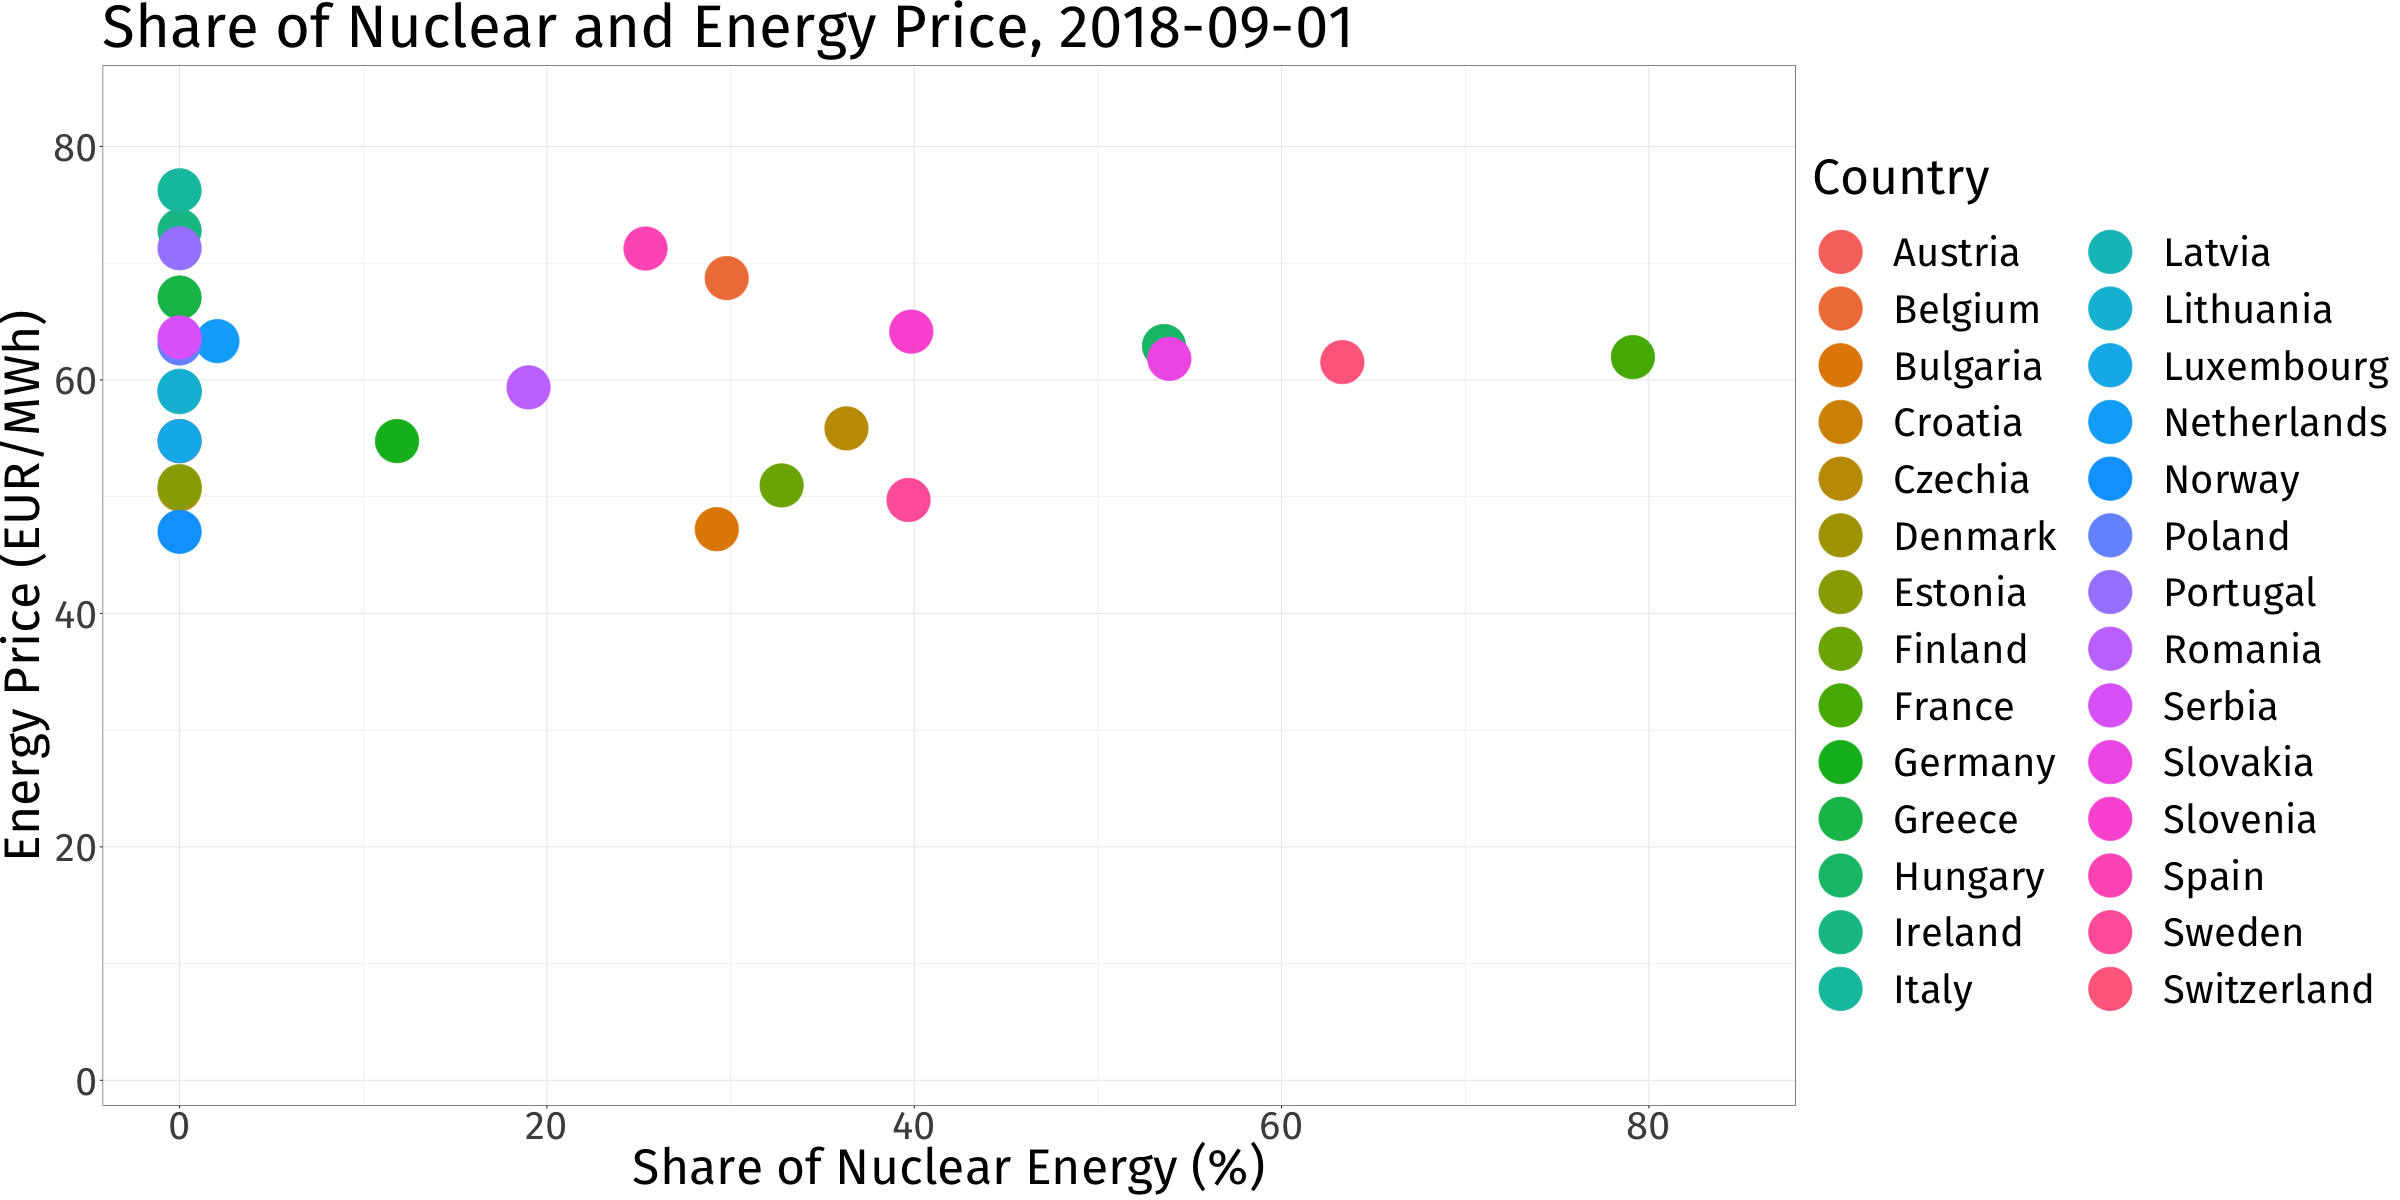 Share of Nuclear and Energy Price, 2018-09-01
Energy Price (EUR/MWh)
80
60
40
20
0
0 20 40 60 80
Share of Nuclear Energy (%)
Country
Austria
Belgium
Bulgaria
Croatia
Czechia
Denmark
Estonia
Finland
France
Germany
Greece
Hungary
Ireland
Italy
Latvia
Lithuania
Luxembourg
Netherlands
Norway
Poland
Portugal
Romania
Serbia
Slovakia
Slovenia
Spain
Sweden
Switzerland